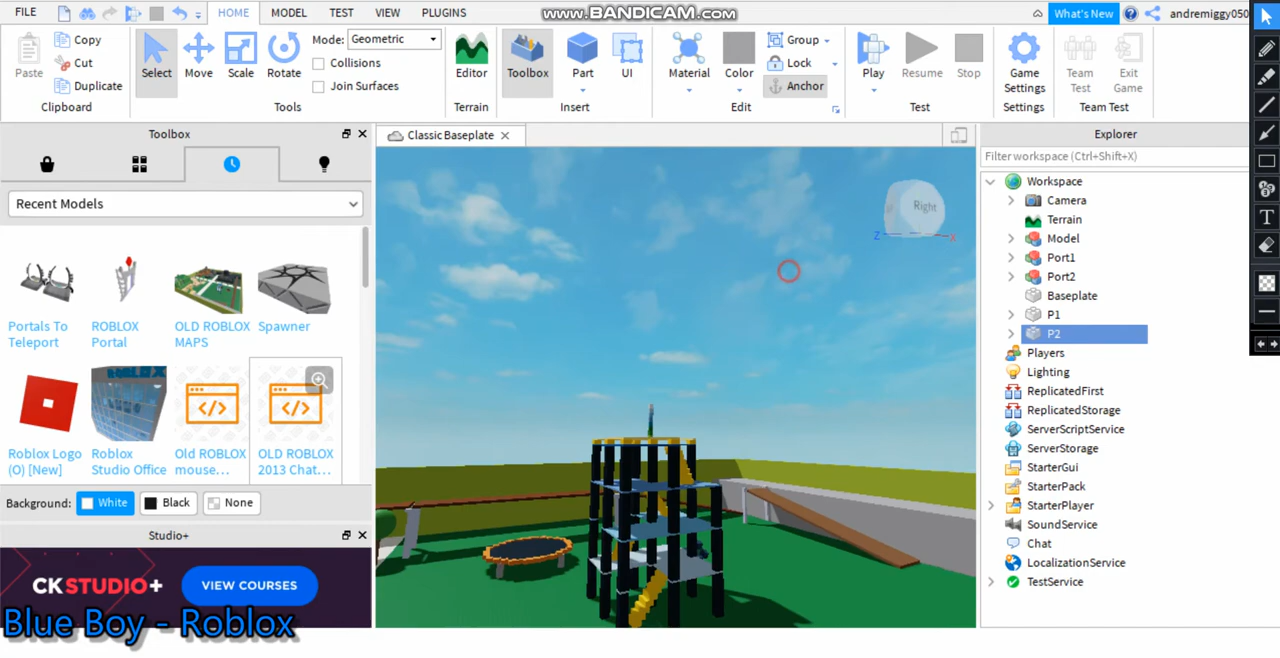 FILE HOME MODEL TEST VIEW PLUGINS www.BANDICAM.com What's New andremiggy050
Paste Copy Cut Duplicate Clipboard
Select Move Scale Rotate Mode: Geometric Collisions Join Surfaces Tools
Editor Terrain
Toolbox Part UI Insert
Material Color Group Lock Anchor Edit
Play Resume Stop Test
Game Settings Settings
Team Test Exit Game Team Test
Toolbox
Recent Models
Portals To Teleport
ROBLOX Portal
OLD ROBLOX MAPS
Spawner
Roblox Logo (O) [New]
Roblox Studio Office
Old ROBLOX mouse...
OLD ROBLOX 2013 Chat...
Background: White Black None
Studio+
CKSTUDIO+ VIEW COURSES
Blue Boy - Roblox
Classic Baseplate
Right
Z X
Explorer
Filter workspace (Ctrl+Shift+X)
Workspace
Camera
Terrain
Model
Port1
Port2
Baseplate
P1
P2
Players
Lighting
ReplicatedFirst
ReplicatedStorage
ServerScriptService
ServerStorage
StarterGui
StarterPack
StarterPlayer
SoundService
Chat
LocalizationService
TestService